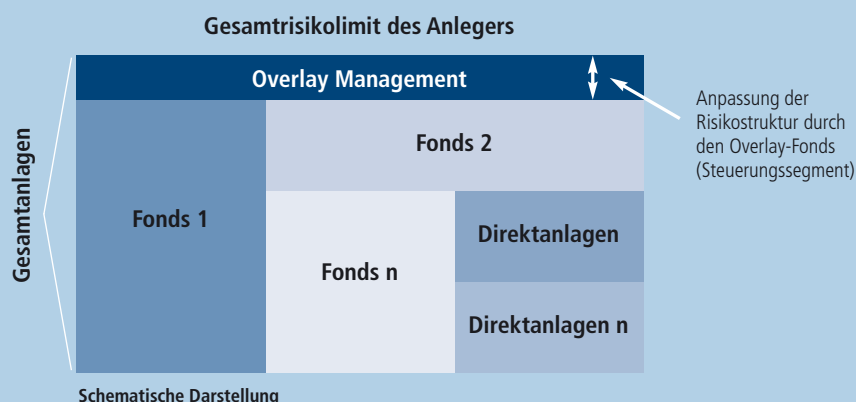 Gesamtrisikolimit des Anlegers
Overlay Management
Anpassung der
Risikostruktur durch
den Overlay-Fonds
(Steuerungssegment)
Gesamtanlagen
Fonds 1
Fonds 2
Fonds n
Direktanlagen
Direktanlagen n
Schematische Darstellung